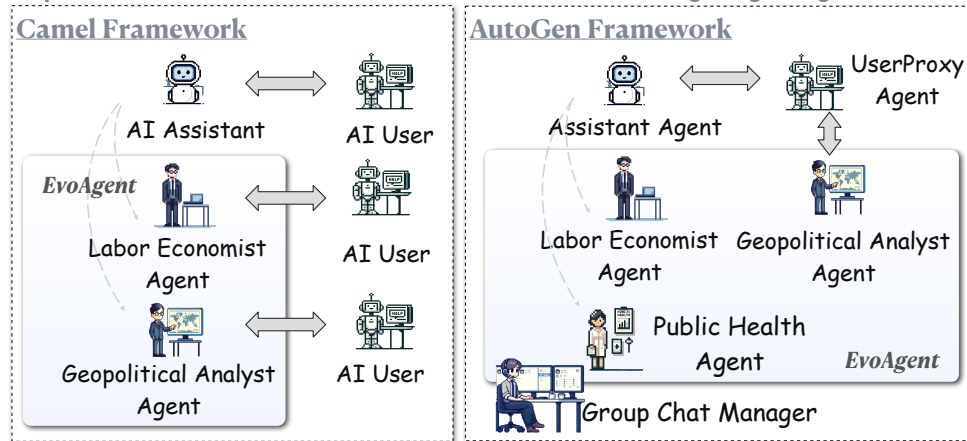 Camel Framework
AI Assistant
AI User
EvoAgent
Labor Economist
Agent
AI User
Geopolitical Analyst
Agent
AI User
AutoGen Framework
Assistant Agent
UserProxy
Agent
Labor Economist
Agent
Geopolitical Analyst
Agent
Public Health
Agent
EvoAgent
Group Chat Manager